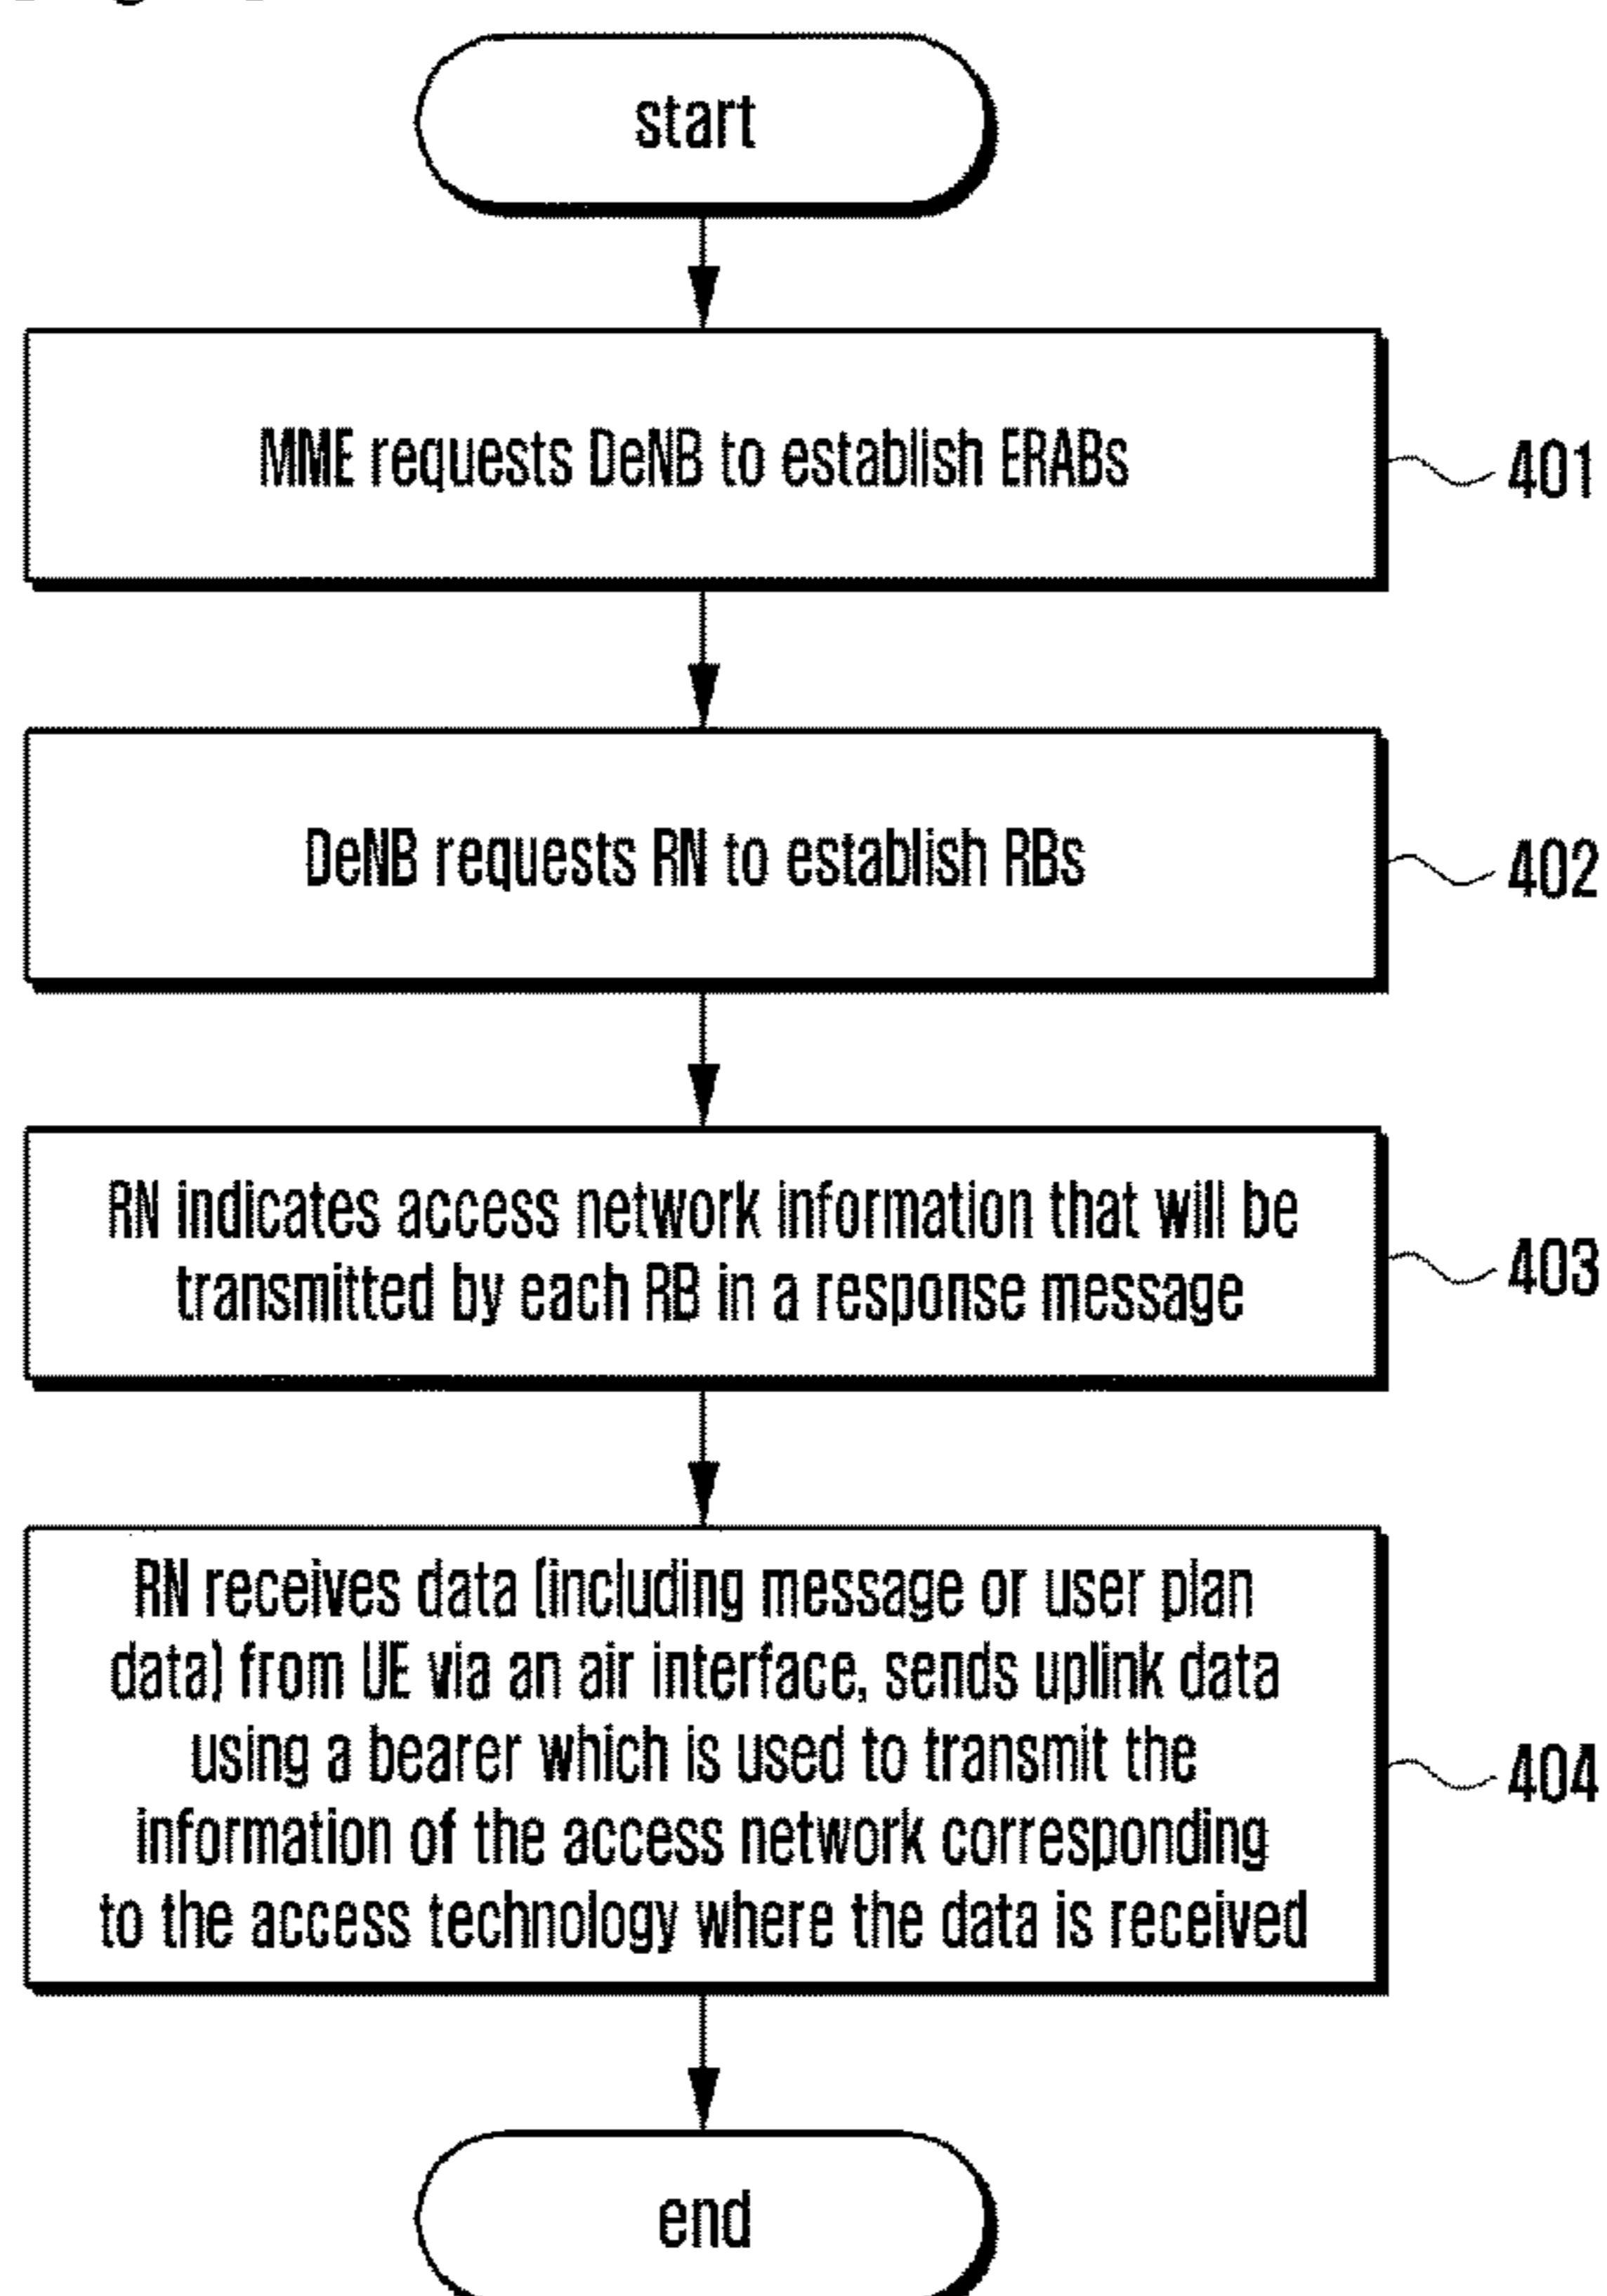 start
MME requests DeNB to establish ERABs
401
DeNB requests RN to establish RBs
402
RN indicates access network information that will be
transmitted by each RB in a response message
403
RN receives data (including message or user plan
data) from UE via an air interface, sends uplink data
using a bearer which is used to transmit the
information of the access network corresponding
to the access technology where the data is received
404
end